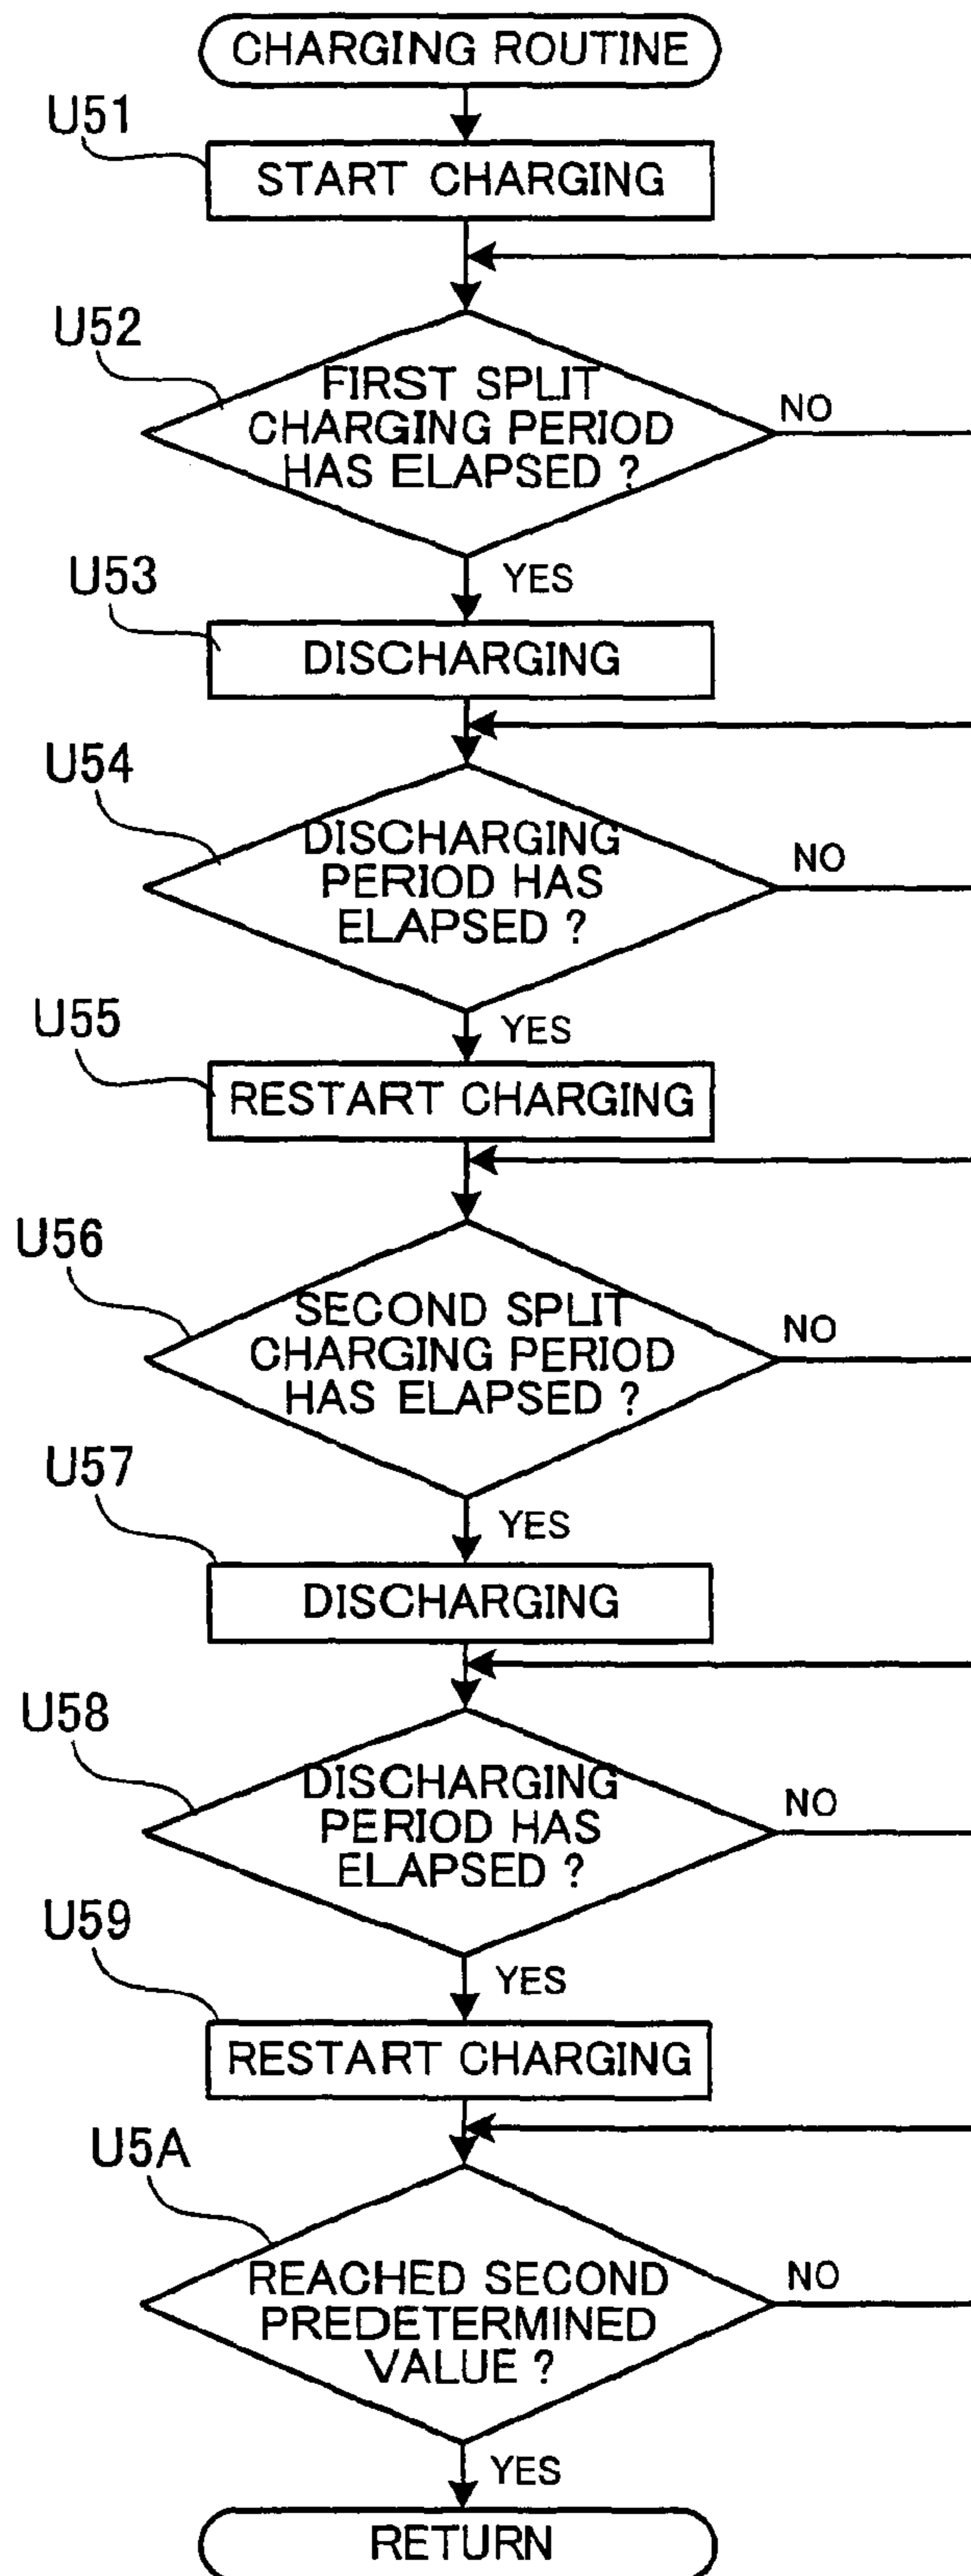 CHARGING ROUTINE
U51
START CHARGING
U52
FIRST SPLIT
CHARGING PERIOD
HAS ELAPSED ?
NO
YES
U53
DISCHARGING
U54
DISCHARGING
PERIOD HAS
ELAPSED ?
NO
YES
U55
RESTART CHARGING
U56
SECOND SPLIT
CHARGING PERIOD
HAS ELAPSED ?
NO
YES
U57
DISCHARGING
U58
DISCHARGING
PERIOD HAS
ELAPSED ?
NO
YES
U59
RESTART CHARGING
U5A
REACHED SECOND
PREDETERMINED
VALUE ?
NO
YES
RETURN